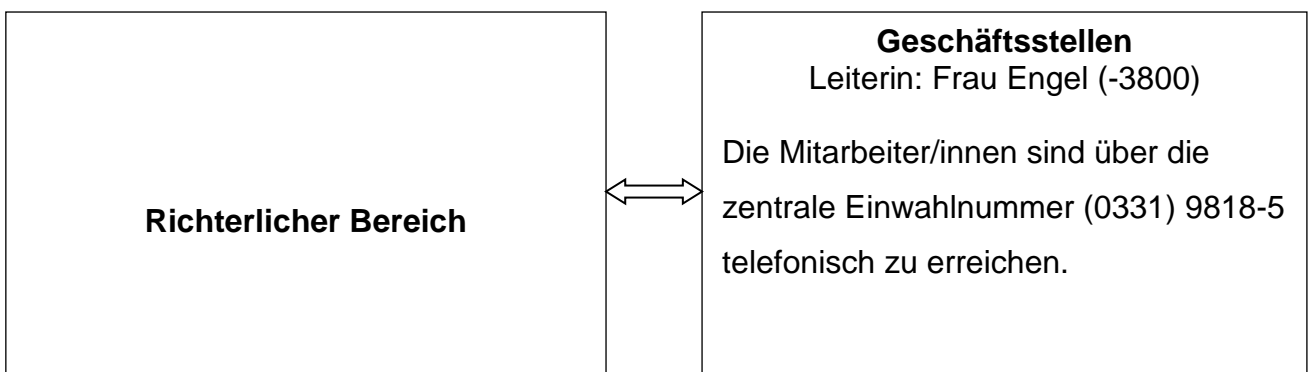 Richterlicher Bereich
Geschäftsstellen
Leiterin: Frau Engel (-3800)
Die Mitarbeiter/innen sind über die
zentrale Einwahlnummer (0331) 9818-5
telefonisch zu erreichen.